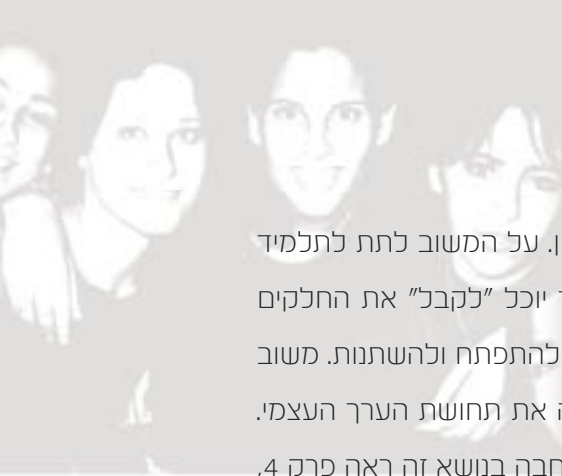 ן. על המשוב לתת לתלמיד
יוכל "לקבל" את החלקים
להתפתח ולהשתנות. משוב
את תחושת הערך העצמי.
חבה בנושא זה ראה פרק 4,